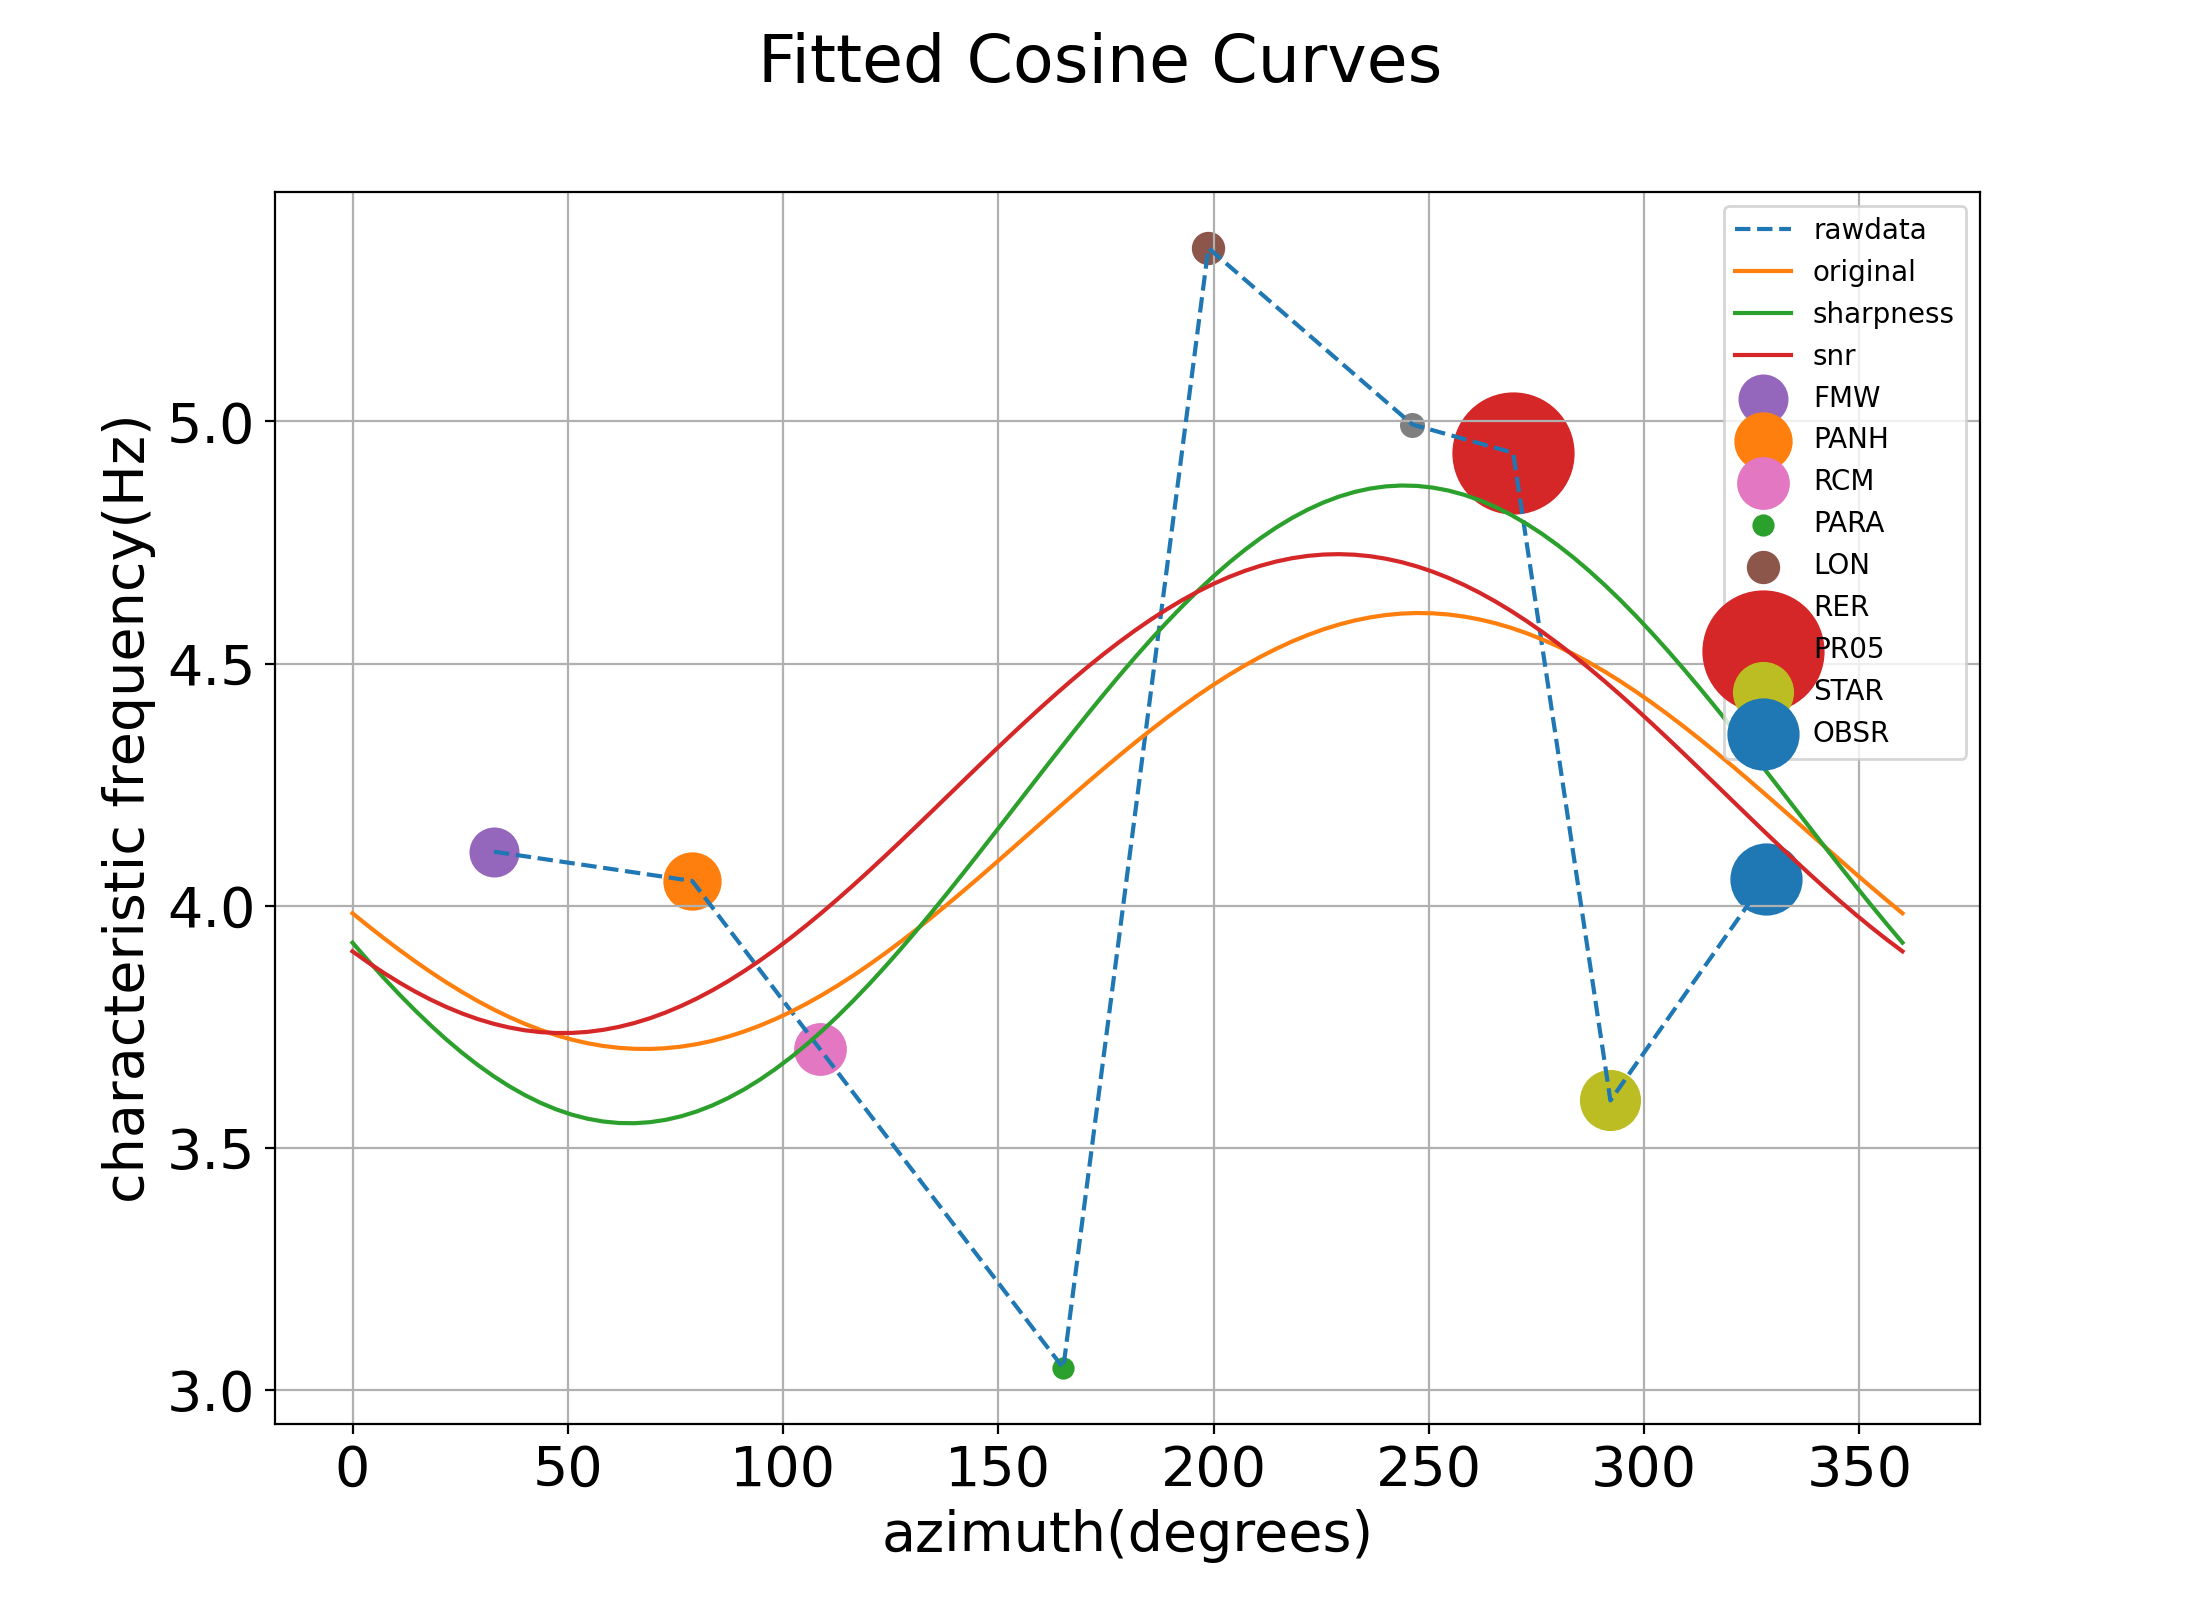 Fitted Cosine Curves
rawdata
original
sharpness
snr
FMW
PANH
RCM
PARA
LON
RER
PR05
STAR
OBSR
characteristic frequency(Hz)
5.0
4.5
4.0
3.5
3.0
0 50 100 150 200 250 300 350
azimuth(degrees)